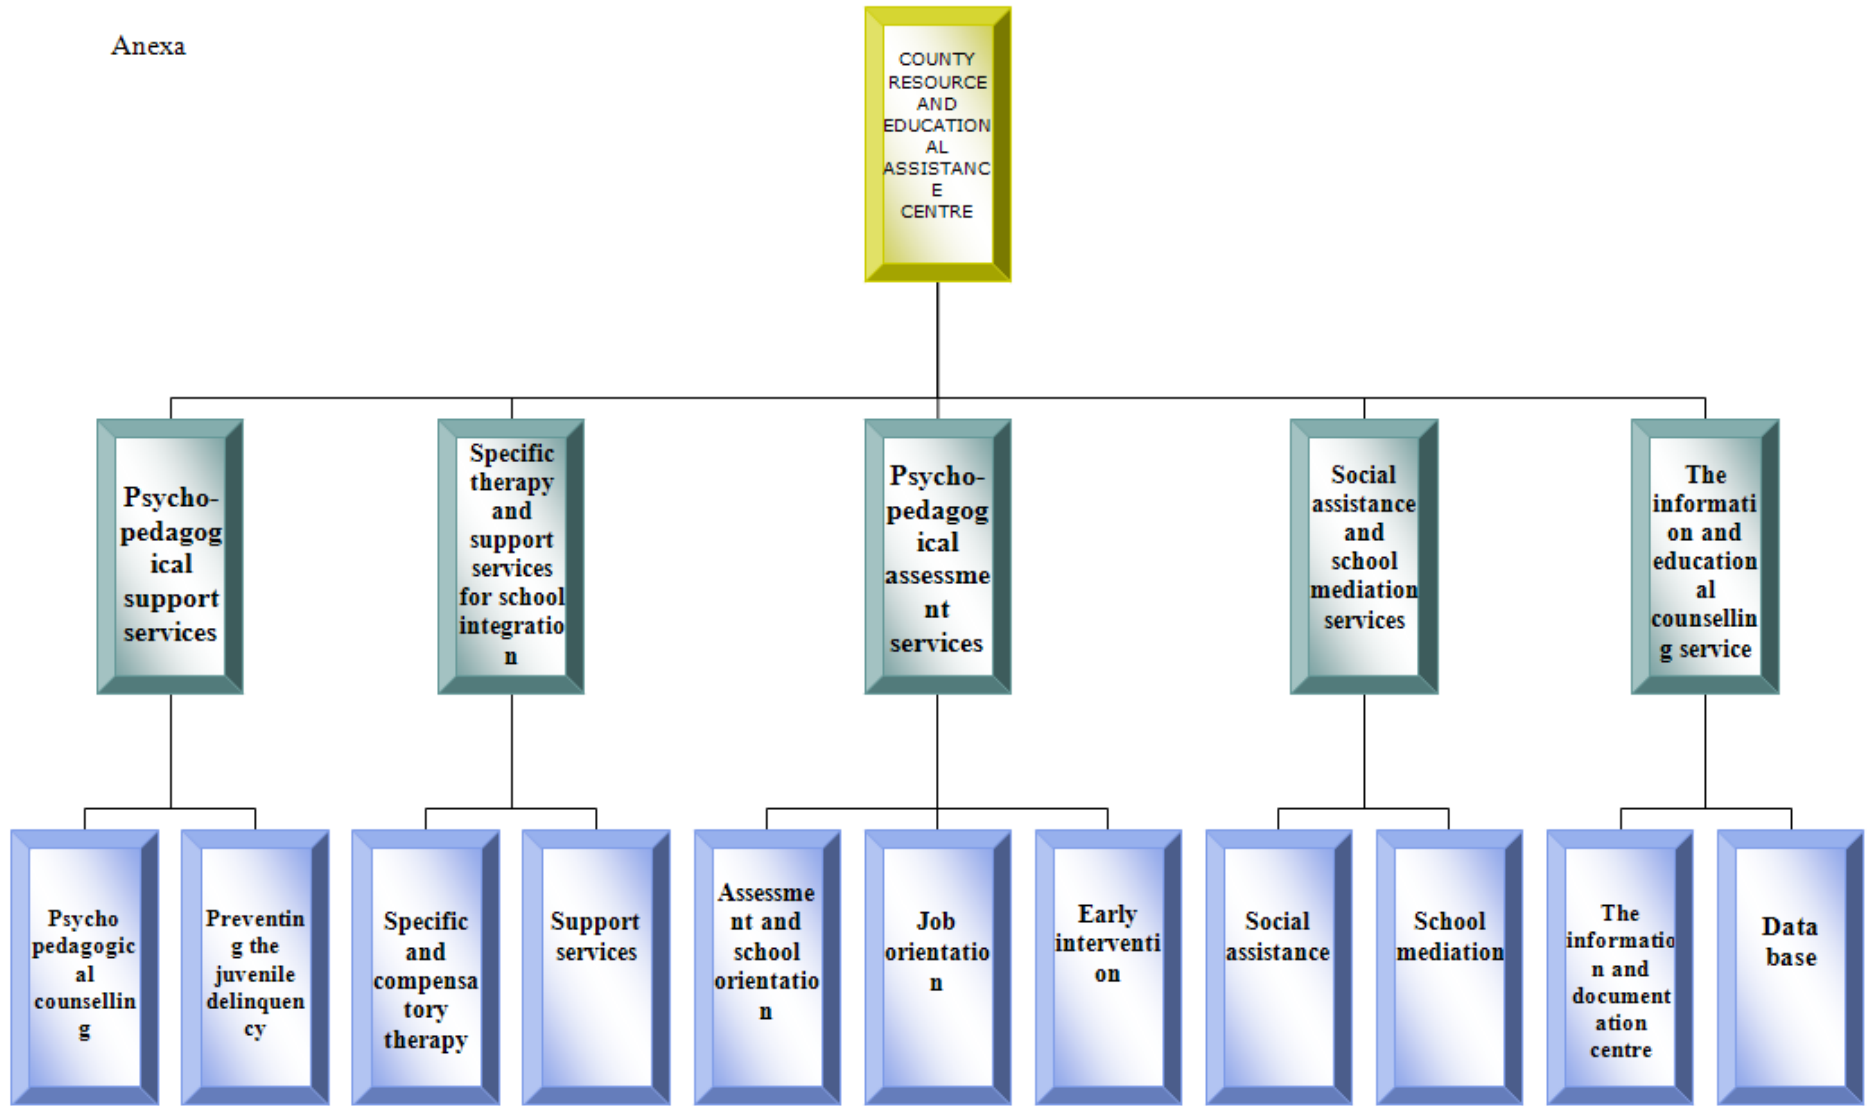 Anexa
COUNTY
RESOURCE
AND
EDUCATION
AL
ASSISTANC
E
CENTRE
Psycho-
pedagog
ical
support
services
Specific
therapy
and
support
services
for school
integratio
n
Psycho-
pedagog
ical
assessme
nt
services
Social
assistance
and
school
mediation
services
The
informati
on and
education
al
counsellin
g service
Psycho
pedagogic
al
counsellin
g
Preventin
g the
juvenile
delinquen
cy
Specific
and
compensa
tory
therapy
Support
services
Assessme
nt and
school
orientatio
n
Job
orientatio
n
Early
interventi
on
Social
assistance
School
mediation
The
informatio
n and
document
ation
centre
Data
base